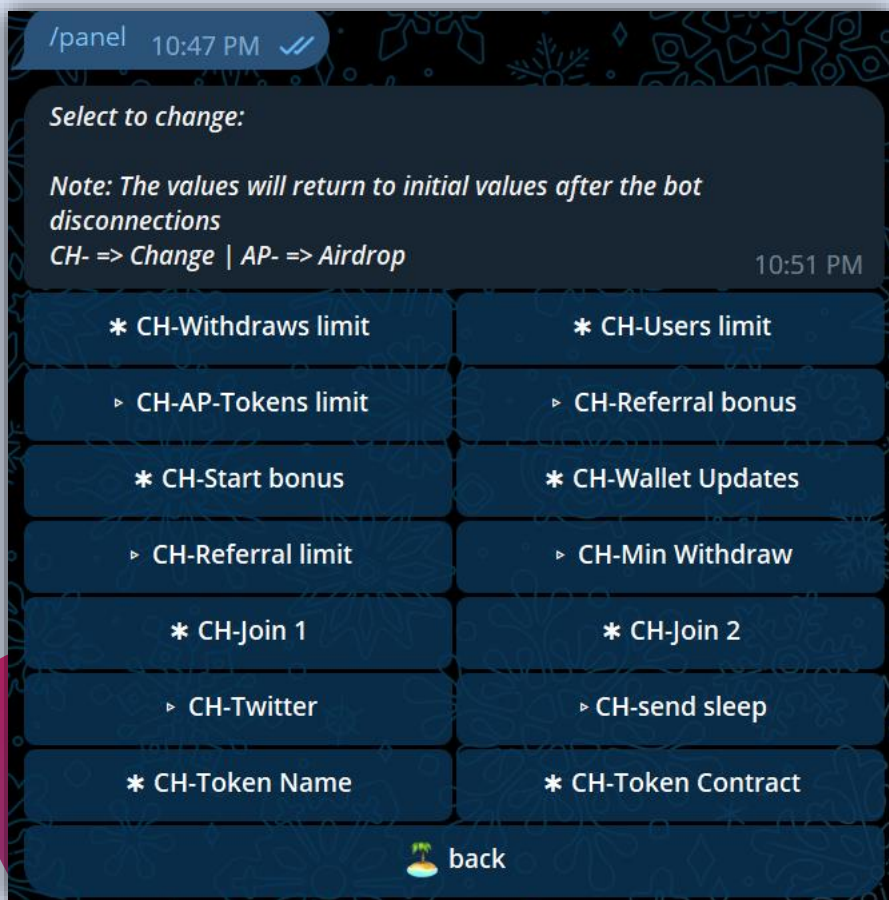 /panel 10:47 PM
Select to change:
Note: The values will return to initial values after the bot
disconnections
CH- => Change | AP- => Airdrop
10:51 PM
∗ CH-Withdraws limit
∗ CH-Users limit
▹ CH-AP-Tokens limit
▹ CH-Referral bonus
∗ CH-Start bonus
∗ CH-Wallet Updates
▹ CH-Referral limit
▹ CH-Min Withdraw
∗ CH-Join 1
∗ CH-Join 2
▹ CH-Twitter
▹CH-send sleep
∗ CH-Token Name
∗ CH-Token Contract
🏝 back